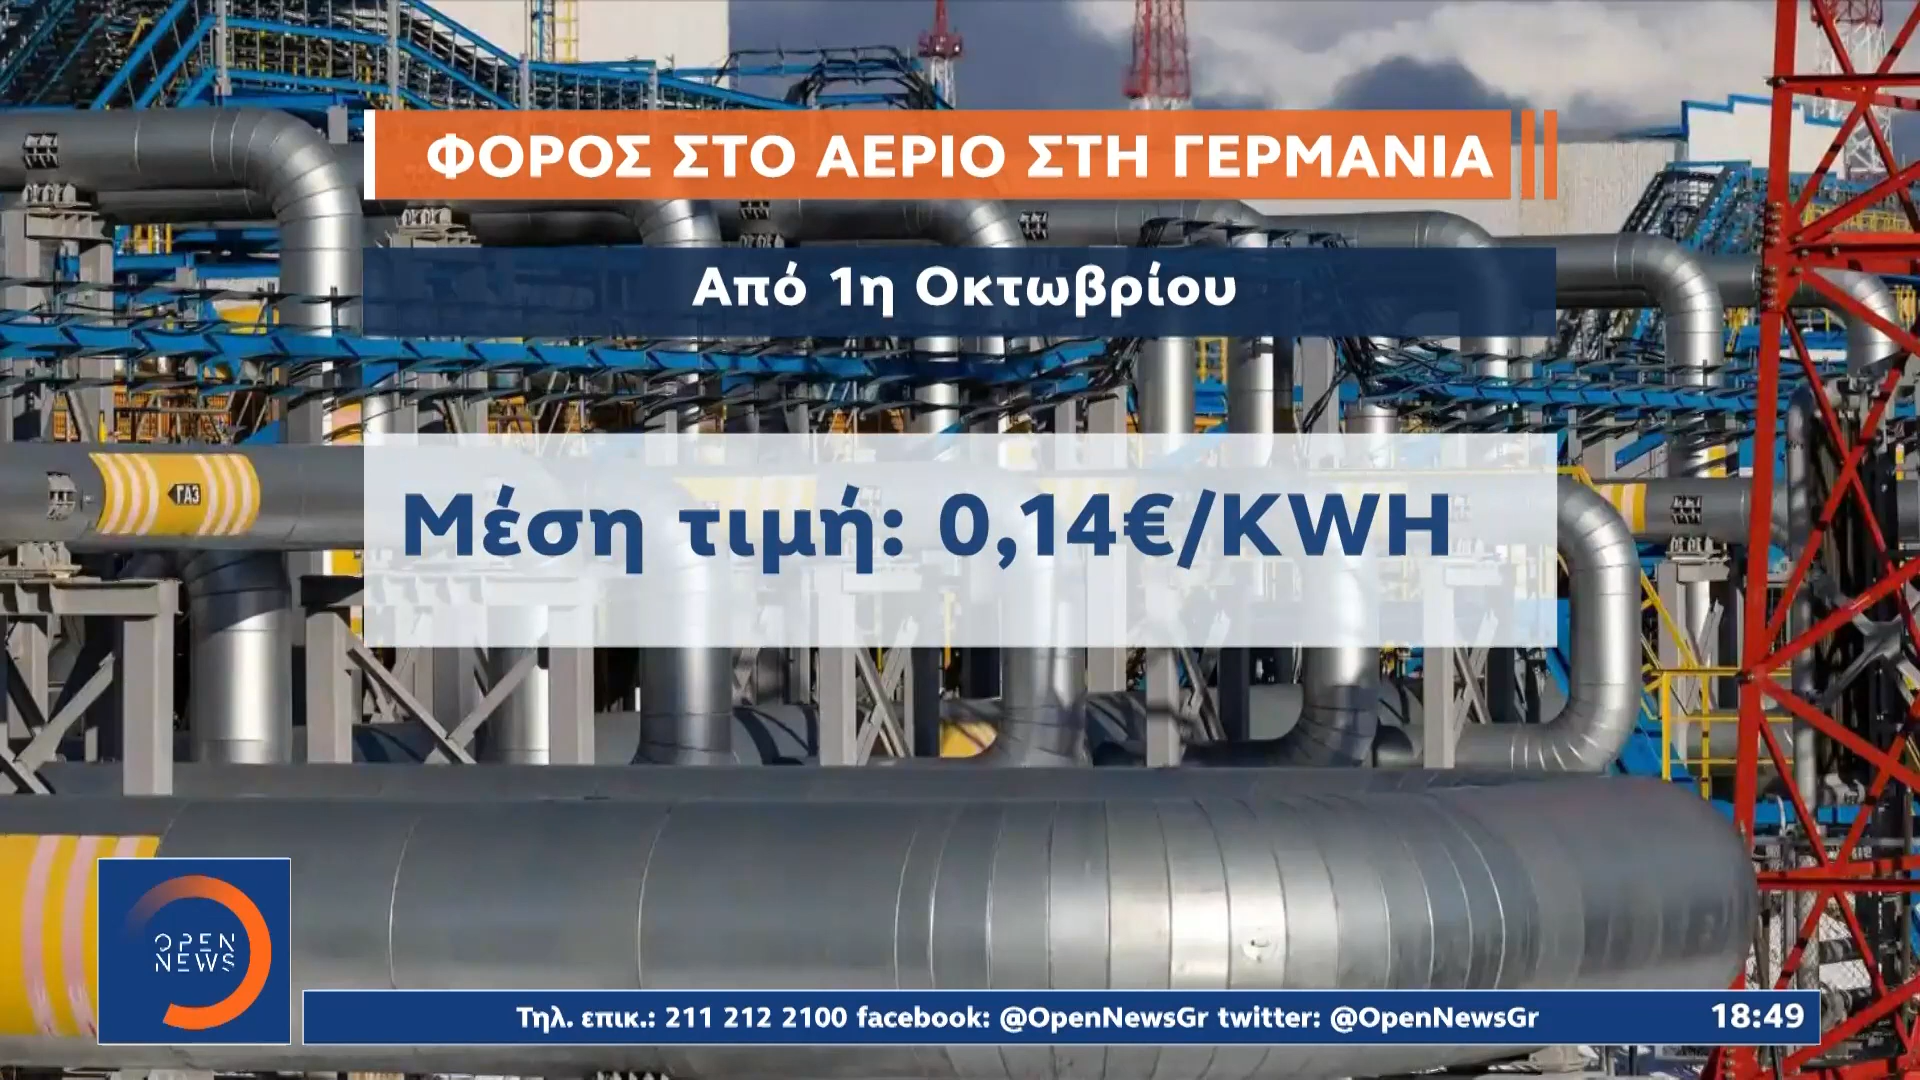 ΦΟΡΟΣ ΣΤΟ ΑΕΡΙΟ ΣΤΗ ΓΕΡΜΑΝΙΑ
Από 1η Οκτωβρίου
Μέση τιμή: 0,14€/KWH
ГАЗ
OPEN
NEWS
Τηλ. επικ.: 211 212 2100 facebook: @OpenNewsGr twitter: @OpenNewsGr
18:49